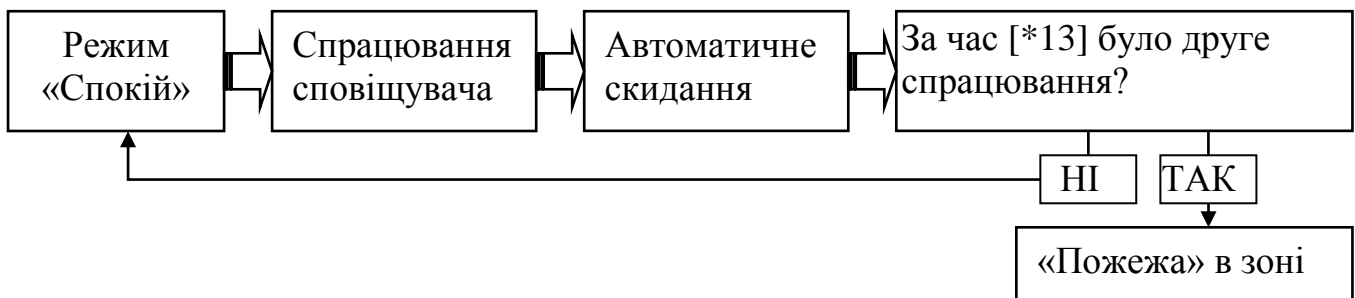 Режим
«Спокій»
Спрацювання
сповіщувача
Автоматичне
скидання
За час [*13] було друге
спрацювання?
НІ
ТАК
«Пожежа» в зоні